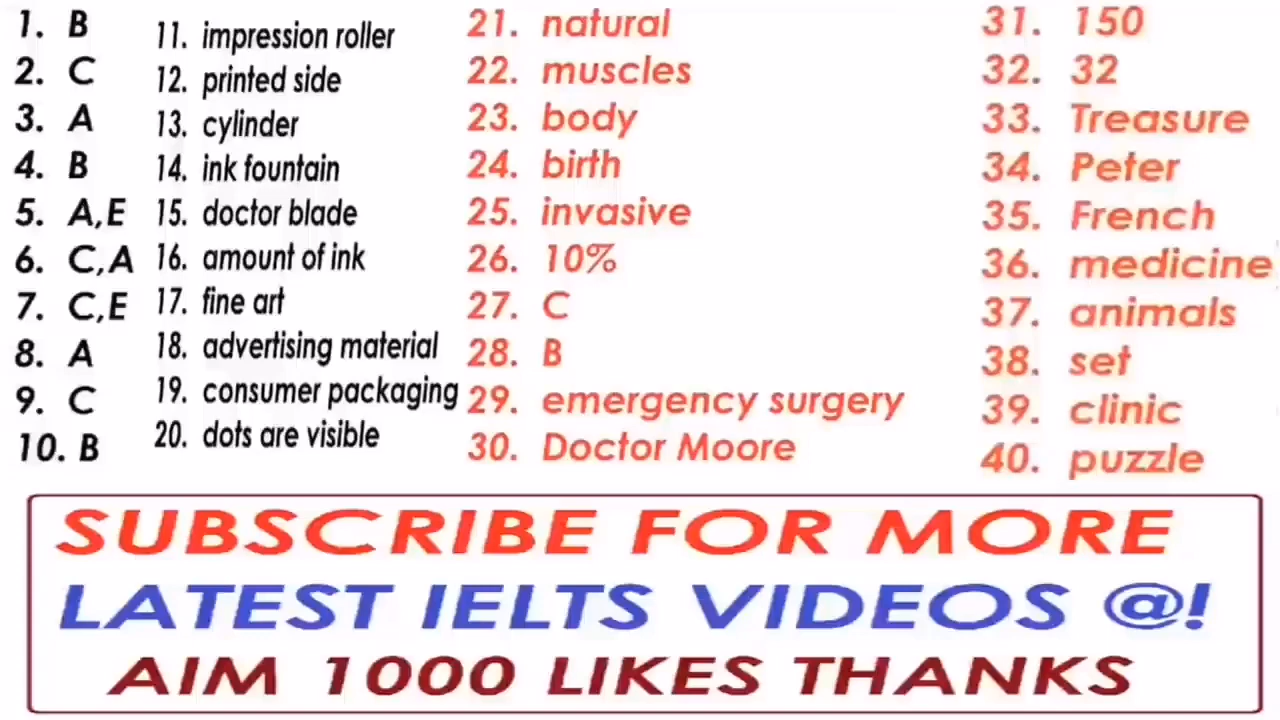 1. B
2. C
3. A
4. B
5. A,E
6. C,A
7. C,E
8. A
9. C
10. B
11. impression roller
12. printed side
13. cylinder
14. ink fountain
15. doctor blade
16. amount of ink
17. fine art
18. advertising material
19. consumer packaging
20. dots are visible
21. natural
22. muscles
23. body
24. birth
25. invasive
26. 10%
27. C
28. B
29. emergency surgery
30. Doctor Moore
31. 150
32. 32
33. Treasure
34. Peter
35. French
36. medicine
37. animals
38. set
39. clinic
40. puzzle
SUBSCRIBE FOR MORE
LATEST IELTS VIDEOS @!
AIM 1000 LIKES THANKS